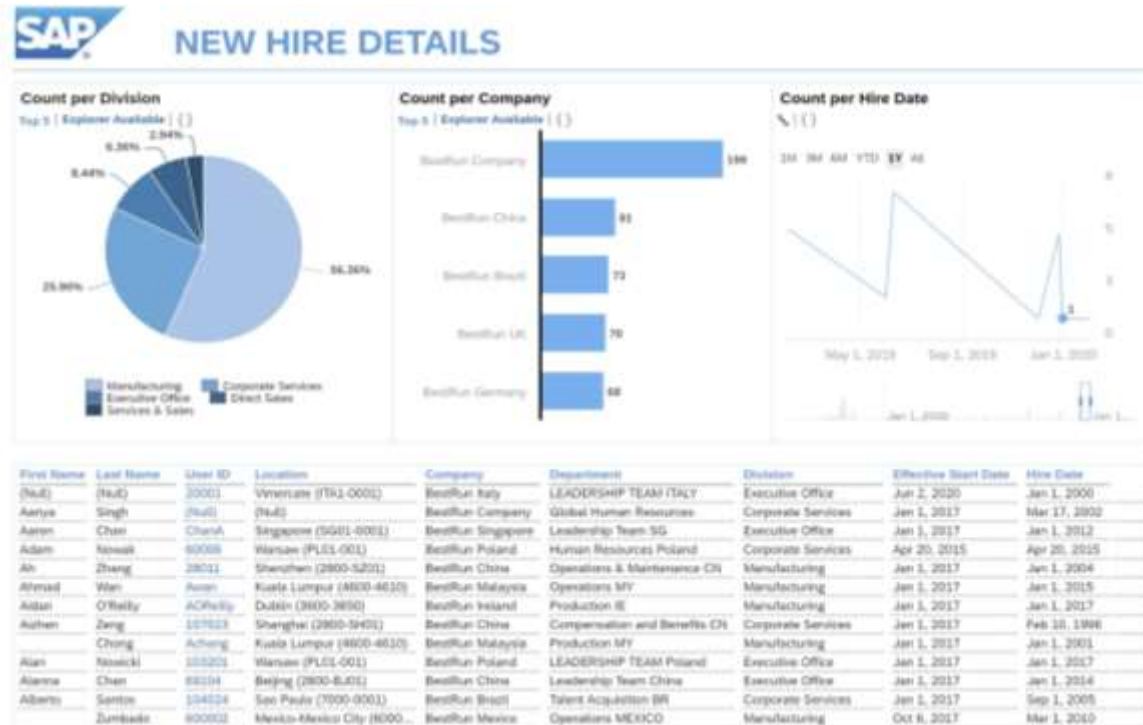 SAP
NEW HIRE DETAILS
Count per Division
Top 5 | Explorer Available | ()
2.94%
6.36%
8.44%
56.36%
25.90%
Manufacturing Corporate Services
Executive Office Direct Sales
Services & Sales
Count per Company
Top 5 | Explorer Available | ()
BestRun Company
BestRun China
BestRun Brazil 73
BestRun UK 70
BestRun Germany 68
Count per Hire Date
1M 3M 6M YTD 1Y All
May 1, 2019 Sep 1, 2019 Jan 1, 2020
Jan 1, 2000
First Name Last Name User ID Location Company Department Division Effective Start Date Hire Date
(Null) (Null) 20001 Vimercate (ITA1-0001) BestRun Italy LEADERSHIP TEAM ITALY Executive Office Jun 2, 2020 Jan 1, 2000
Aanya Singh (Null) (Null) BestRun Company Global Human Resources Corporate Services Jan 1, 2017 Mar 17, 2002
Aaron Chan ChanA Singapore (SG01-0001) BestRun Singapore Leadership Team SG Executive Office Jan 1, 2017 Jan 1, 2012
Adam Nowak Warsaw (PL01-001) BestRun Poland Human Resources Poland Corporate Services Apr 20, 2015 Apr 20, 2015
Ah Zhang Shenzhen (2800-SZ01) BestRun China Operations & Maintenance CN Manufacturing Jan 1, 2017 Jan 1, 2004
Ahmad Wan Kuala Lumpur (4600-4610) BestRun Malaysia Operations MY Manufacturing Jan 1, 2017 Jan 1, 2015
Aidan O'Reilly AOReilly Dublin BestRun Ireland Production IE Manufacturing Jan 1, 2017 Jan 1, 2017
Aizhen Zeng Shanghai (2800-SH01) BestRun China Compensation and Benefits CN Corporate Services Jan 1, 2017 Feb 10, 1996
Chong Achong Kuala Lumpur (4600-4610) BestRun Malaysia Production MY Manufacturing Jan 1, 2017 Jan 1, 2001
Alan Nowicki 103201 Warsaw (PL01-001) BestRun Poland LEADERSHIP TEAM Poland Executive Office Jan 1, 2017 Jan 1, 2017
Alanna Chen Beijing (2800-BJ01) BestRun China Leadership Team China Executive Office Jan 1, 2017 Jan 1, 2014
Alberto Santos 104024 Sao Paulo (7000-0001) BestRun Brazil Talent Acquisition BR Corporate Services Jan 1, 2017 Sep 1, 2005
Zumbado Mexico-Mexico City BestRun Mexico Operations MEXICO Manufacturing Oct 6, 2017 Mar 1, 2010